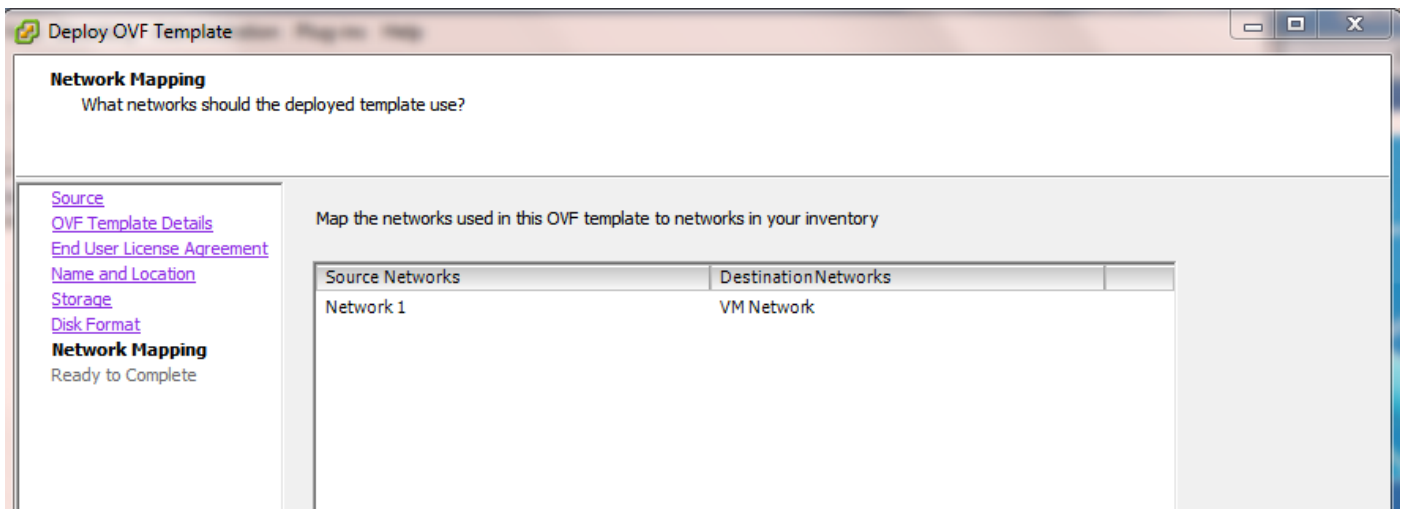 Deploy OVF Template
Network Mapping
What networks should the deployed template use?
Source
OVF Template Details
End User License Agreement
Name and Location
Storage
Disk Format
Network Mapping
Ready to Complete
Map the networks used in this OVF template to networks in your inventory
Source Networks DestinationNetworks
Network 1 VM Network